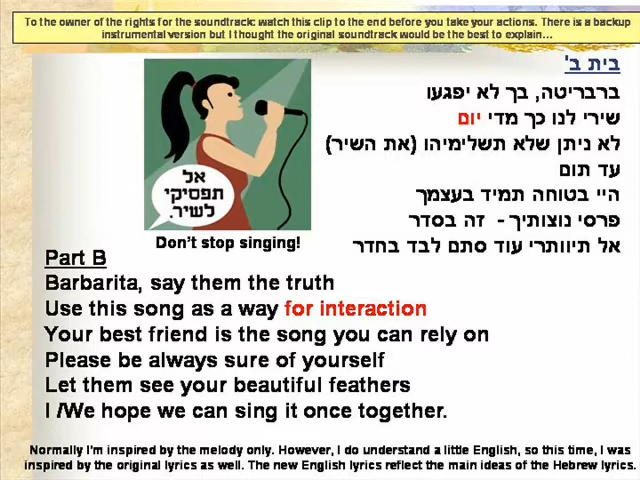 To the owner of the rights for the soundtrack: watch this clip to the end before you take your actions. There is a backup
instrumental version but I thought the original soundtrack would be the best to explain...
בית ב'
ברבריטה, בך לא יפגעו
שירי לנו כך מדי יום
לא ניתן שלא תשלימיהו (את השיר)
עד תום
היי בטוחה תמיד בעצמך
פרסי נוצותיך - זה בסדר
אל תיוותרי עוד סתם לבד בחדר
אל
תפסיקי
לשיר.
Don't stop singing!
Part B
Barbarita, say them the truth
Use this song as a way for interaction
Your best friend is the song you can rely on
Please be always sure of yourself
Let them see your beautiful feathers
I /We hope we can sing it once together.
Normally I'm inspired by the melody only. However, I do understand a little English, so this time, I was
inspired by the original lyrics as well. The new English lyrics reflect the main ideas of the Hebrew lyrics.